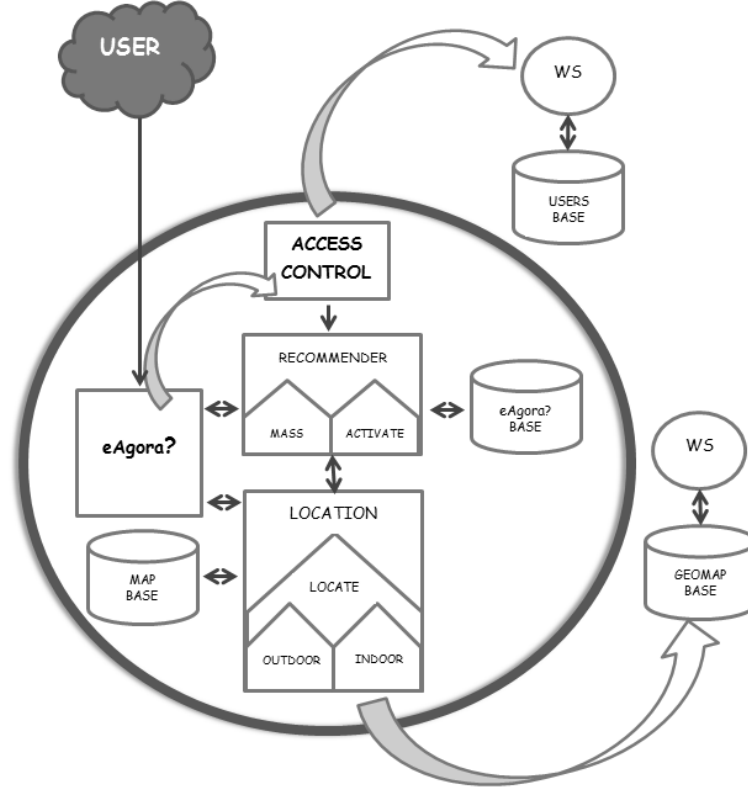 USER
WS
USERS
BASE
ACCESS
CONTROL
RECOMMENDER
MASS
ACTIVATE
eAgora?
BASE
eAgora?
WS
LOCATION
MAP
BASE
LOCATE
GEOMAP
BASE
OUTDOOR
INDOOR